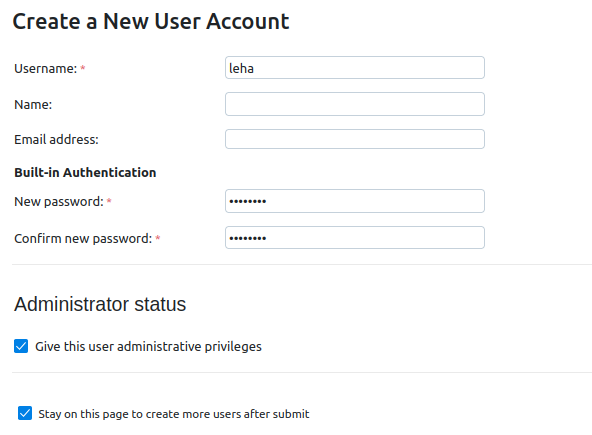 Create a New User Account
Username: * leha
Name:
Email address:
Built-in Authentication
New password: * ••••••••
Confirm new password: * ••••••••
Administrator status
Give this user administrative privileges
Stay on this page to create more users after submit